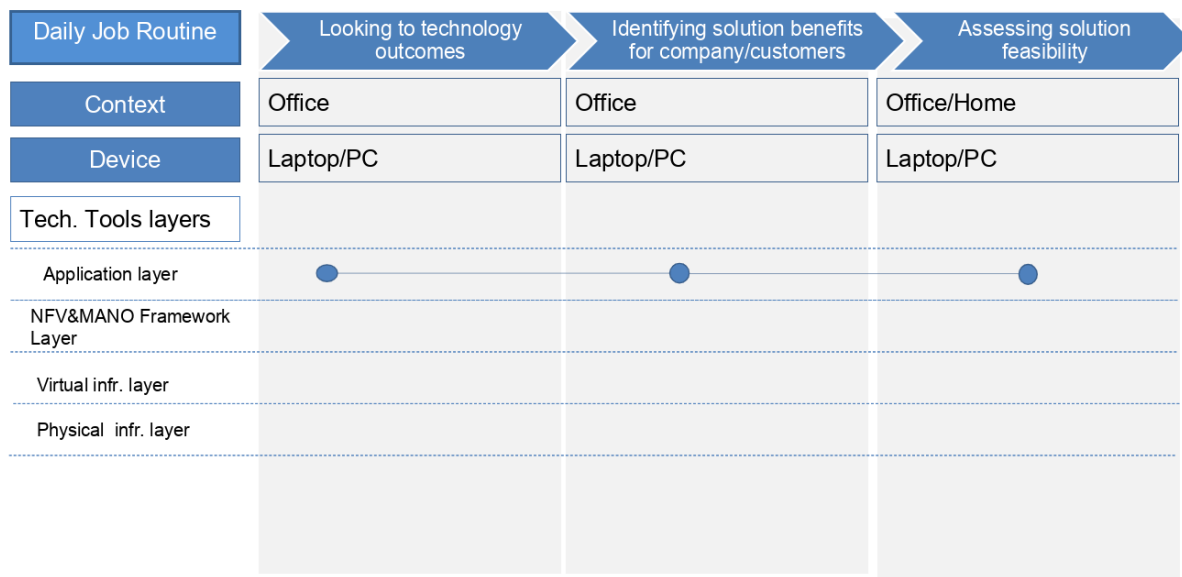 Daily Job Routine
Looking to technology
outcomes
Identifying solution benefits
for company/customers
Assessing solution
feasibility
Context
Office
Office
Office/Home
Device
Laptop/PC
Laptop/PC
Laptop/PC
Tech. Tools layers
Application layer
NFV&MANO Framework
Layer
Virtual infr. layer
Physical  infr. layer